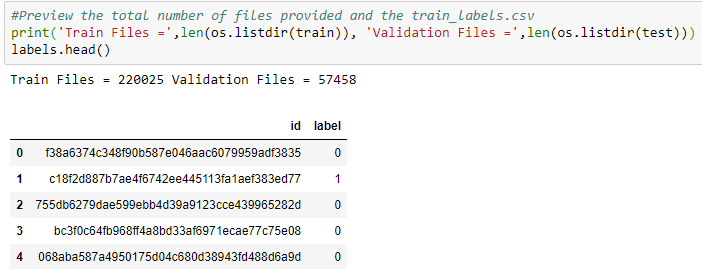 #Preview the total number of files provided and the train_labels.csv
print('Train Files =',len(os.listdir(train)), 'Validation Files =',len(os.listdir(test)))
labels.head()
Train Files = 220025 Validation Files = 57458
id label
0 f38a6374c348f90b587e046aac6079959adf3835 0
1 c18f2d887b7ae4f6742ee445113fa1aef383ed77 1
2 755db6279dae599ebb4d39a9123cce439965282d 0
3 bc3f0c64fb968ff4a8bd33af6971ecae77c75e08 0
4 068aba587a4950175d04c680d38943fd488d6a9d 0